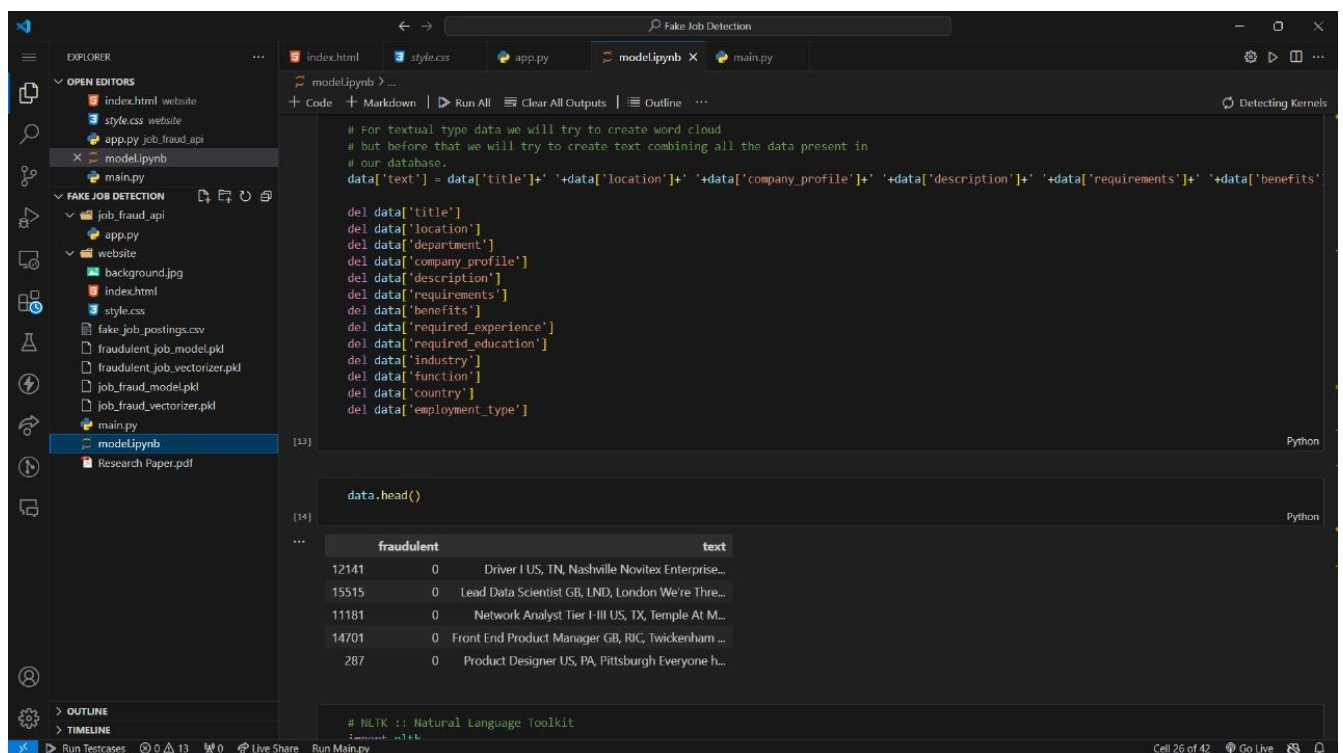 Fake Job Detection
EXPLORER
index.html
style.css
app.py
model.ipynb
main.py
OPEN EDITORS
index.html website
style.css website
app.py job_fraud_api
model.ipynb
main.py
FAKE JOB DETECTION
job_fraud_api
app.py
website
background.jpg
index.html
style.css
fake_job_postings.csv
fraudulent_job_model.pkl
fraudulent_job_vectorizer.pkl
job_fraud_model.pkl
job_fraud_vectorizer.pkl
main.py
model.ipynb
Research Paper.pdf
OUTLINE
TIMELINE
model.ipynb > ...
+ Code + Markdown | Run All Clear All Outputs | Outline ...
Detecting Kernels
# For textual type data we will try to create word cloud
# but before that we will try to create text combining all the data present in
# our database.
data['text'] = data['title']+' '+data['location']+' '+data['company_profile']+' '+data['description']+' '+data['requirements']+' '+data['benefits'
del data['title']
del data['location']
del data['department']
del data['company_profile']
del data['description']
del data['requirements']
del data['benefits']
del data['required_experience']
del data['required_education']
del data['industry']
del data['function']
del data['country']
del data['employment_type']
[13] Python
data.head()
[14] Python
... fraudulent text
12141 0 Driver I US, TN, Nashville Novitex Enterprise...
15515 0 Lead Data Scientist GB, LND, London We're Thre...
11181 0 Network Analyst Tier I-III US, TX, Temple At M...
14701 0 Front End Product Manager GB, RIC, Twickenham ...
287 0 Product Designer US, PA, Pittsburgh Everyone h...
# NLTK :: Natural Language Toolkit
import nltk
Run Testcases 0 13 0 Live Share Run Main.py Cell 26 of 42 Go Live